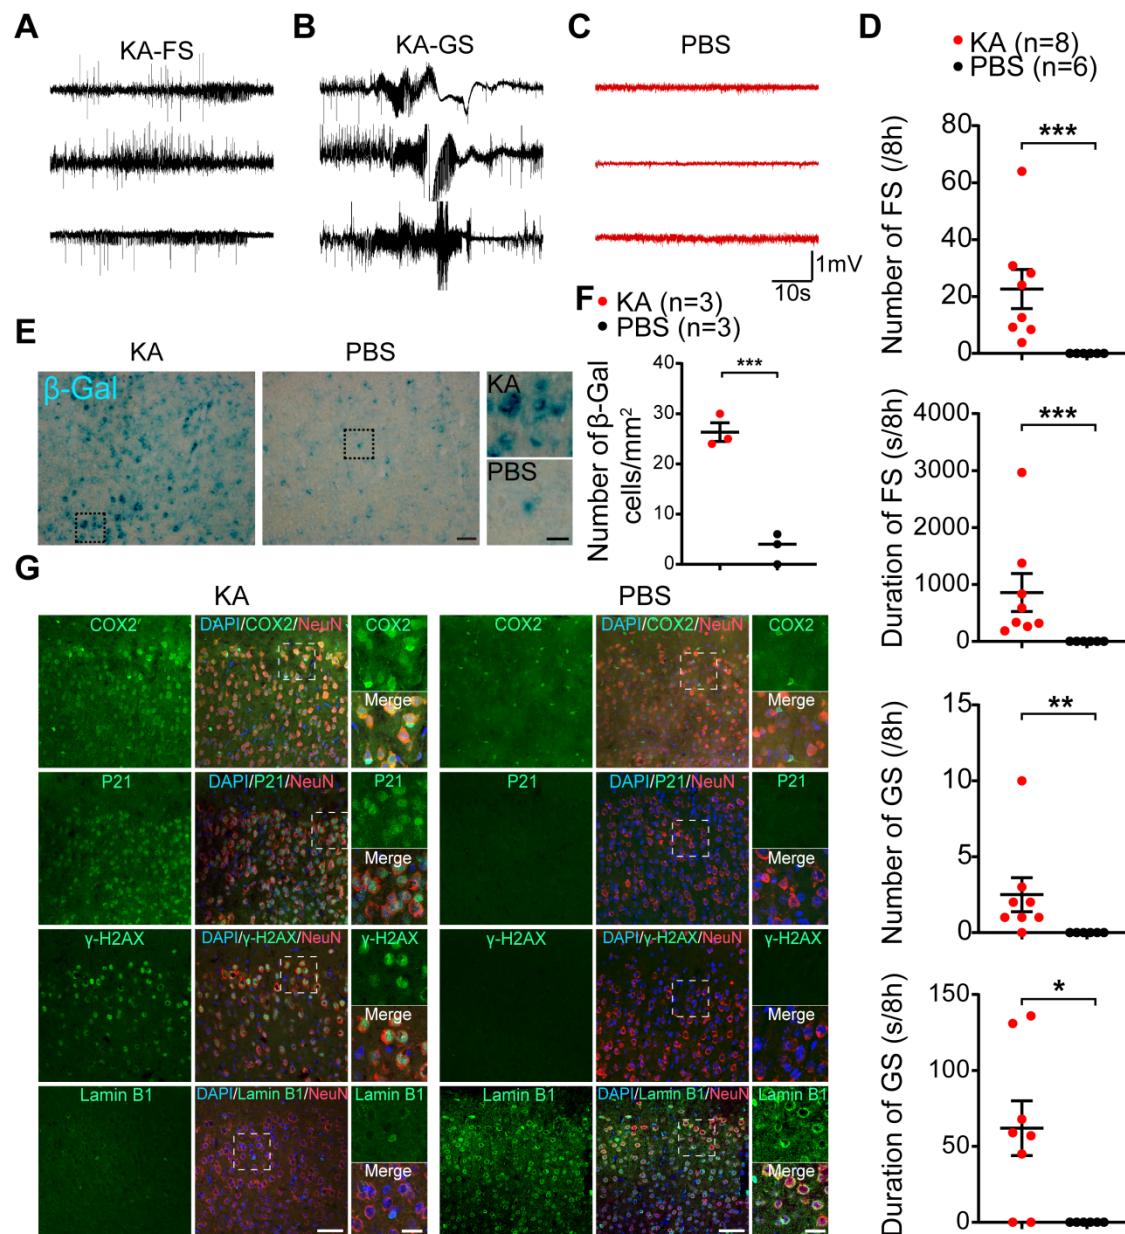 A
KA-FS
B
KA-GS
C
PBS
1mV
10s
D
KA (n=8)
PBS (n=6)
Number of FS (/8h)
80
60
40
20
0
***
Duration of FS (s/8h)
4000
3000
2000
1000
0
***
Number of GS (/8h)
15
10
5
0
**
Duration of GS (s/8h)
150
100
50
0
*
E
KA
PBS
β-Gal
KA
PBS
F
KA (n=3)
PBS (n=3)
Number of β-Gal
cells/mm²
40
30
20
10
0
***
G
KA
PBS
COX2
DAPI/COX2/NeuN
COX2
Merge
COX2
DAPI/COX2/NeuN
COX2
Merge
P21
DAPI/P21/NeuN
P21
Merge
P21
DAPI/P21/NeuN
P21
Merge
γ-H2AX
DAPI/γ-H2AX/NeuN
γ-H2AX
Merge
γ-H2AX
DAPI/γ-H2AX/NeuN
γ-H2AX
Merge
Lamin B1
DAPI/Lamin B1/NeuN
Lamin B1
Merge
Lamin B1
DAPI/Lamin B1/NeuN
Lamin B1
Merge